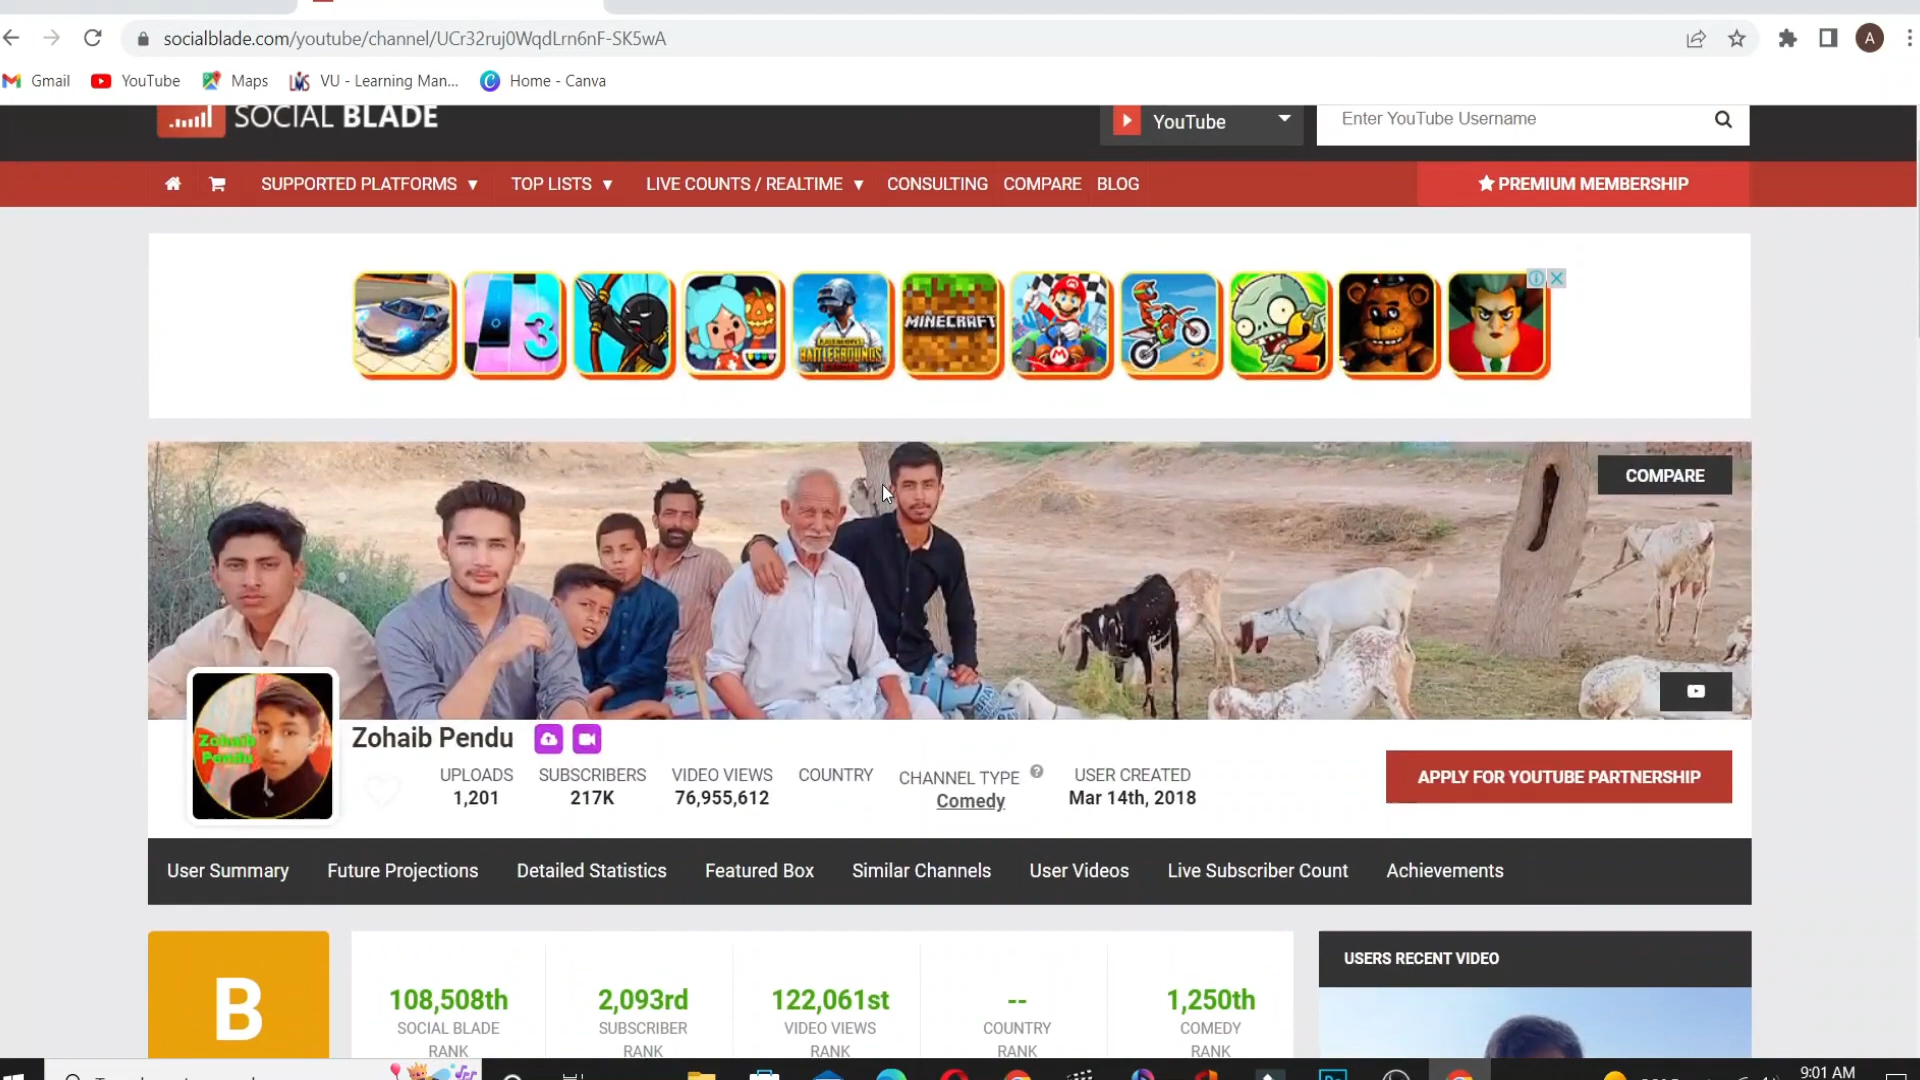 socialblade.com/youtube/channel/UCr32ruj0WqdLrn6nF-SK5wA
A
Gmail YouTube Maps VU - Learning Man... Home - Canva
SOCIAL BLADE
YouTube
Enter YouTube Username
SUPPORTED PLATFORMS TOP LISTS LIVE COUNTS / REALTIME CONSULTING COMPARE BLOG
PREMIUM MEMBERSHIP
3
BATTLEGROUNDS
MINECRAFT
M
2
COMPARE
Zohaib
Pendu
Zohaib Pendu
UPLOADS SUBSCRIBERS VIDEO VIEWS COUNTRY CHANNEL TYPE USER CREATED
1,201 217K 76,955,612 Comedy Mar 14th, 2018
APPLY FOR YOUTUBE PARTNERSHIP
User Summary Future Projections Detailed Statistics Featured Box Similar Channels User Videos Live Subscriber Count Achievements
B
108,508th 2,093rd 122,061st -- 1,250th
SOCIAL BLADE SUBSCRIBER VIDEO VIEWS COUNTRY COMEDY
RANK RANK RANK RANK RANK
USERS RECENT VIDEO
9:01 AM